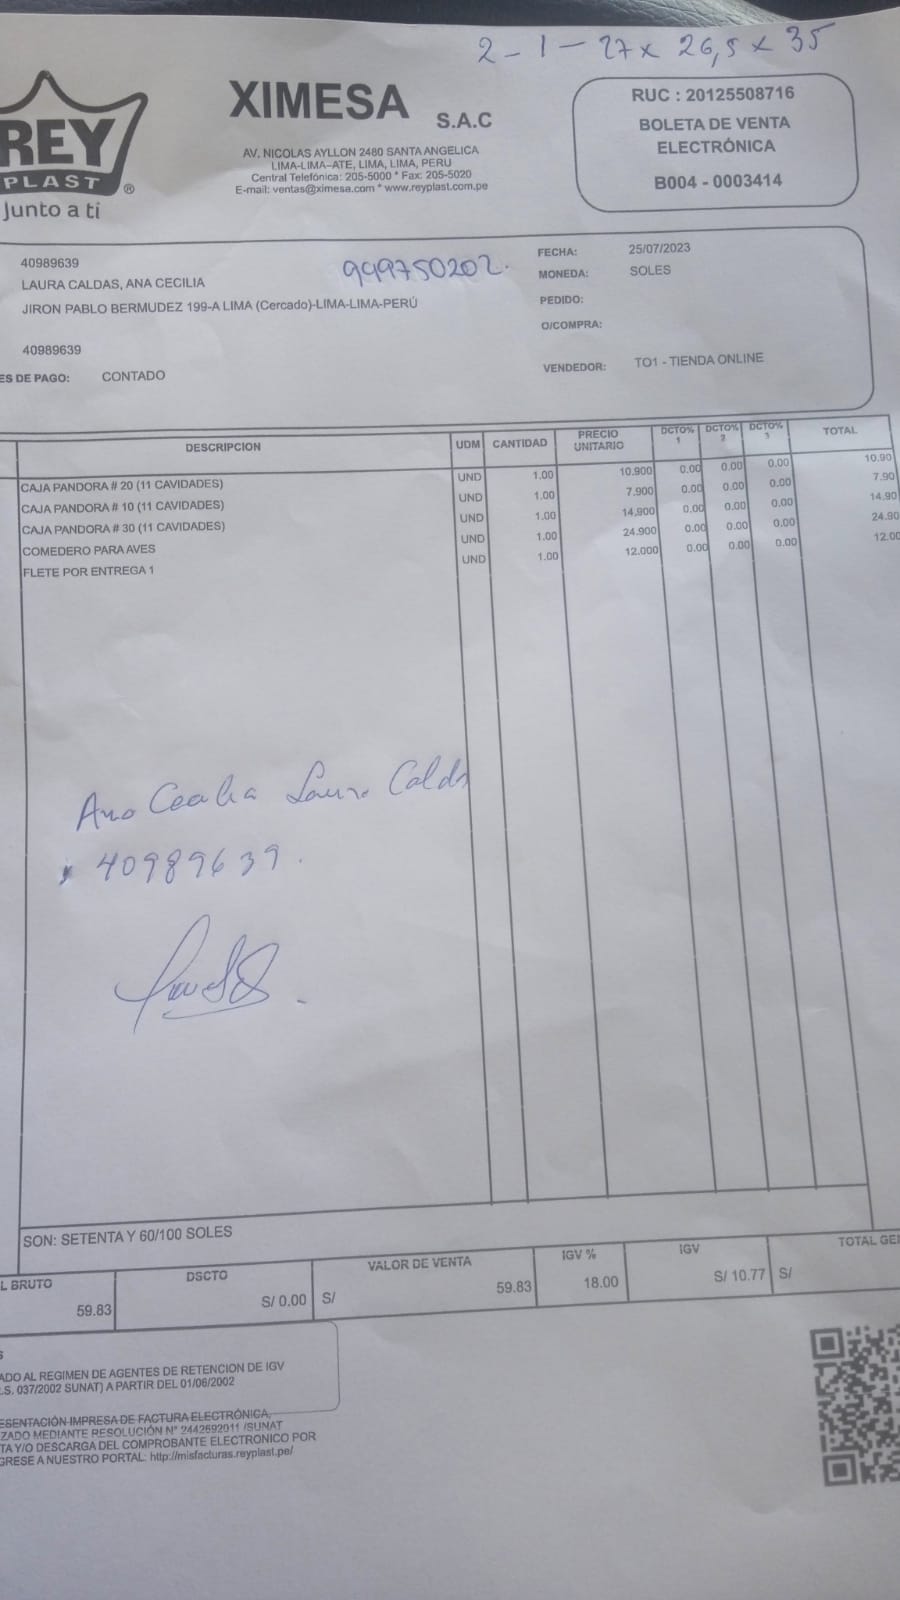 2 - 1 - 27 x 26,5 x 35
REY
PLAST ®
Junto a ti
XIMESA S.A.C
AV. NICOLAS AYLLON 2480 SANTA ANGELICA
LIMA-LIMA-ATE, LIMA, LIMA, PERU
Central Telefónica: 205-5000 * Fax: 205-5020
E-mail: ventas@ximesa.com * www.reyplast.com.pe
RUC : 20125508716
BOLETA DE VENTA
ELECTRÓNICA
B004 - 0003414
40989639
LAURA CALDAS, ANA CECILIA
999750202.
JIRON PABLO BERMUDEZ 199-A LIMA (Cercado)-LIMA-LIMA-PERÚ
40989639
ES DE PAGO: CONTADO
FECHA: 25/07/2023
MONEDA: SOLES
PEDIDO:
O/COMPRA:
VENDEDOR: TO1 - TIENDA ONLINE
DESCRIPCION UDM CANTIDAD PRECIO UNITARIO DCTO% 1 DCTO% 2 DCTO% 3 TOTAL
CAJA PANDORA # 20 (11 CAVIDADES) UND 1.00 10.900 0.00 0.00 0.00 10.90
CAJA PANDORA # 10 (11 CAVIDADES) UND 1.00 7.900 0.00 0.00 0.00 7.90
CAJA PANDORA # 30 (11 CAVIDADES) UND 1.00 14,900 0.00 0.00 0.00 14.90
COMEDERO PARA AVES UND 1.00 24.900 0.00 0.00 0.00 24.90
FLETE POR ENTREGA 1 UND 1.00 12.000 0.00 0.00 0.00 12.00
Ana Cecilia Laura Caldas
40989639.
SON: SETENTA Y 60/100 SOLES
L BRUTO DSCTO VALOR DE VENTA IGV % IGV TOTAL GE
59.83 S/ 0.00 S/ 59.83 18.00 S/ 10.77 S/
S
ADO AL REGIMEN DE AGENTES DE RETENCION DE IGV
.S. 037/2002 SUNAT) A PARTIR DEL 01/06/2002
ESENTACIÓN IMPRESA DE FACTURA ELECTRÓNICA,
ZADO MEDIANTE RESOLUCIÓN N° 2442592011 /SUNAT
TA Y/O DESCARGA DEL COMPROBANTE ELECTRONICO POR
GRESE A NUESTRO PORTAL: http://misfacturas.reyplast.pe/